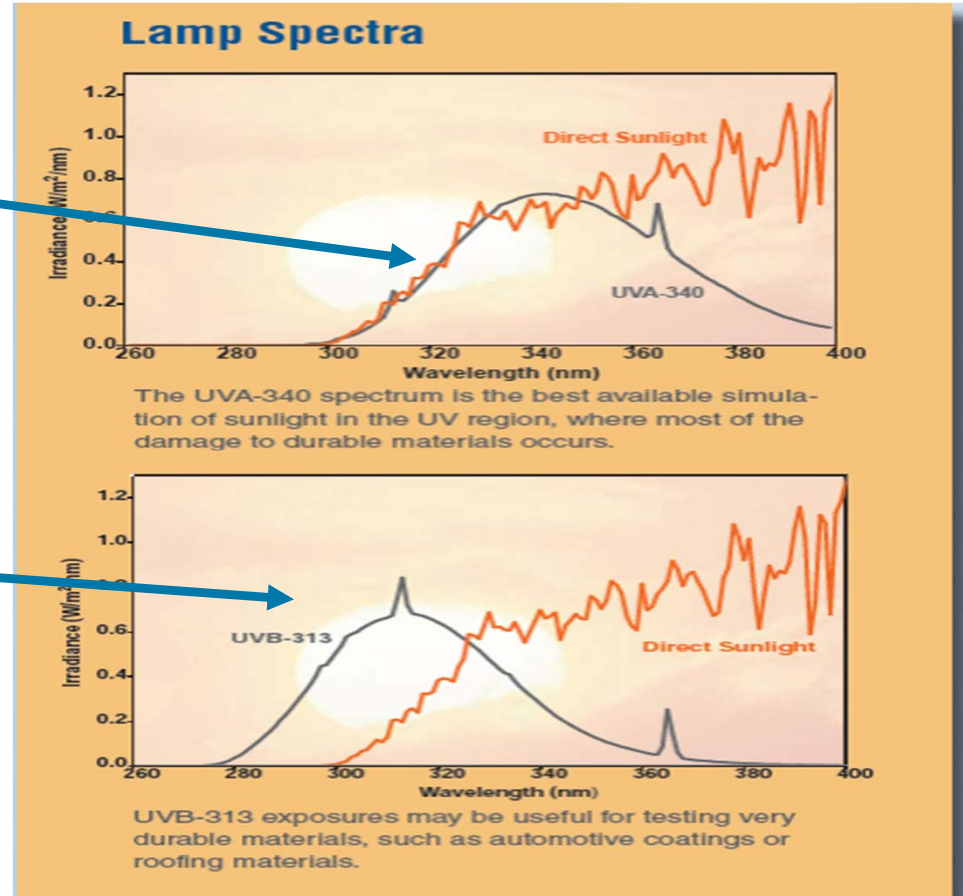 Lamp Spectra
Irradiance (W/m²/nm)
1.2
1.0
0.8
0.6
0.4
0.2
0.0
Direct Sunlight
UVA-340
260 280 300 320 340 360 380 400
Wavelength (nm)
The UVA-340 spectrum is the best available simula-
tion of sunlight in the UV region, where most of the
damage to durable materials occurs.
Irradiance (W/m² nm)
1.2
1.0
0.6
0.4
0.2
0.0
UVB-313
Direct Sunlight
260 280 300 320 340 360 380 400
Wavelength (nm)
UVB-313 exposures may be useful for testing very
durable materials, such as automotive coatings or
roofing materials.